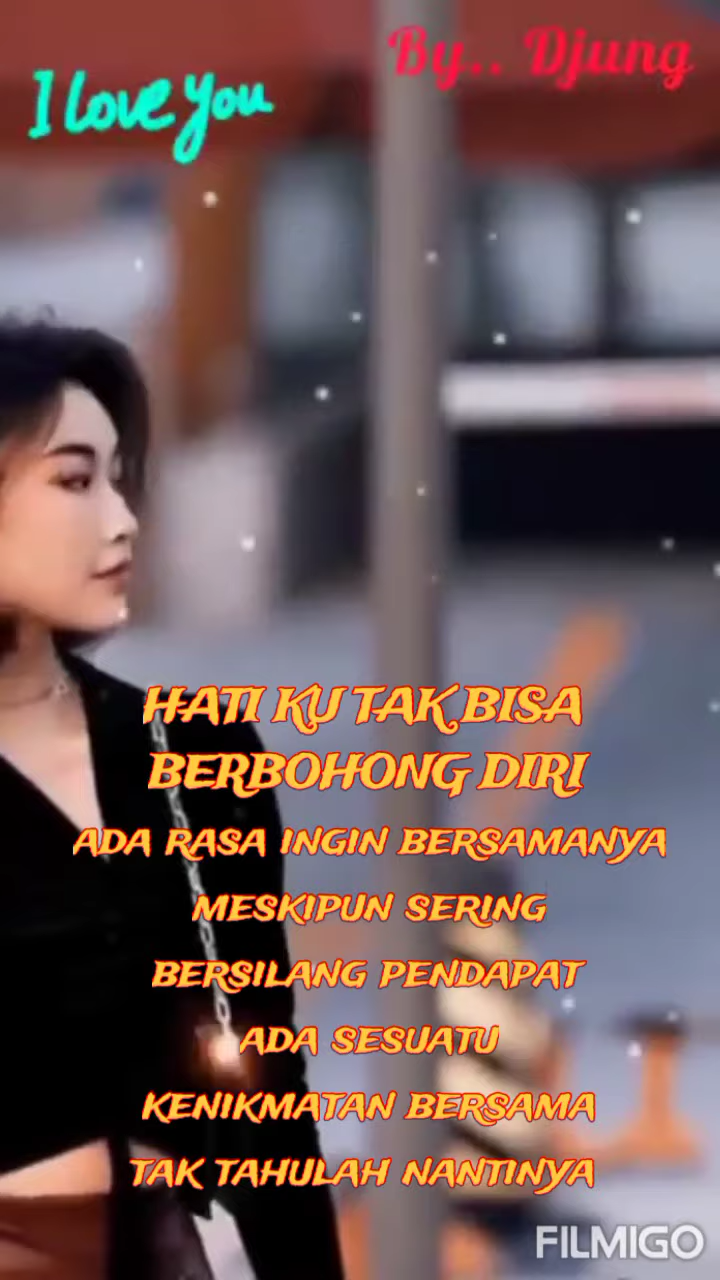 By.. Djung
I love you
HATI KU TAK BISA
BERBOHONG DIRI
ADA RASA INGIN BERSAMANYA
MESKIPUN SERING
BERSILANG PENDAPAT
ADA SESUATU
KENIKMATAN BERSAMA
TAK TAHULAH NANTINYA
FILMIGO